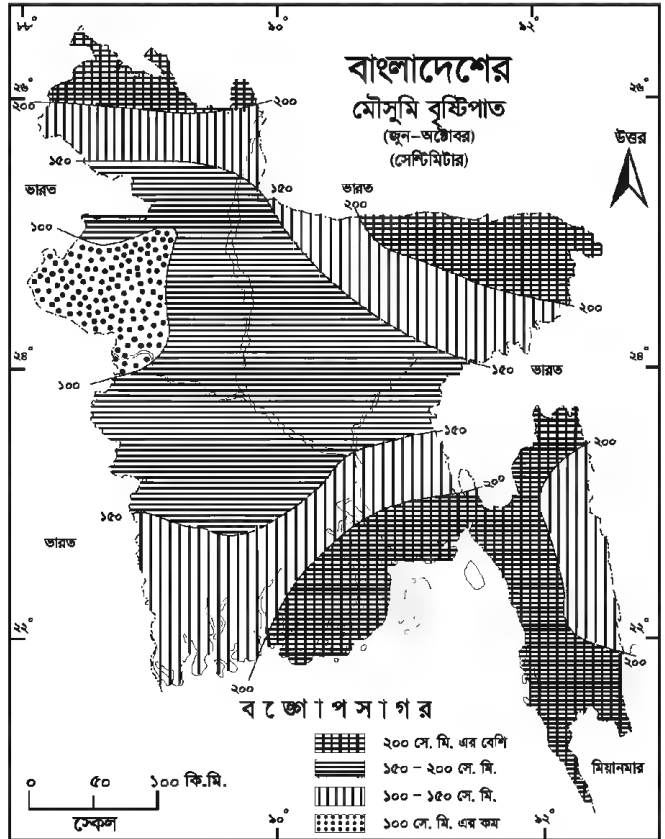 ৮৮° ৯০° ৯২°
বাংলাদেশের
মৌসুমি বৃষ্টিপাত
(জুন–অক্টোবর)
(সেন্টিমিটার)
উত্তর
২৬° ২৬°
২০০ ২০০
১৫০ ১৫০
ভারত ভারত
২০০
১০০
২০০
২৪° ২৪°
১৫০ ভারত
১০০
১৫০ ২০০
২০০
১৫০
ভারত
২২° ২২°
২০০
২০০
বঙ্গোপসাগর
২০০ সে. মি. এর বেশি
১৫০ – ২০০ সে. মি.
মিয়ানমার
১০০ – ১৫০ সে. মি.
১০০ সে. মি. এর কম
০ ৫০ ১০০ কি.মি.
স্কেল
৯০° ৯২°